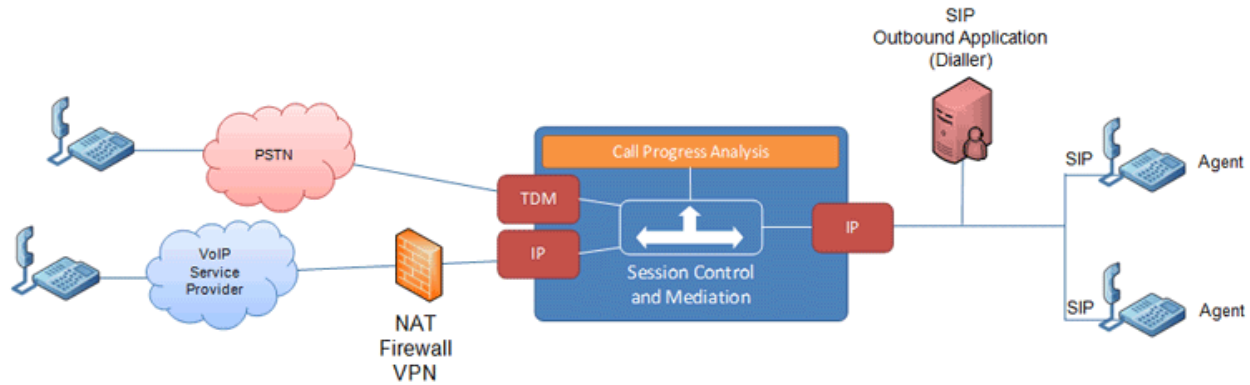 SIP
Outbound Application
(Dialler)
PSTN
Call Progress Analysis
TDM
SIP
Agent
VoIP
Service
Provider
IP
IP
Session Control
and Mediation
NAT
Firewall
VPN
SIP
Agent